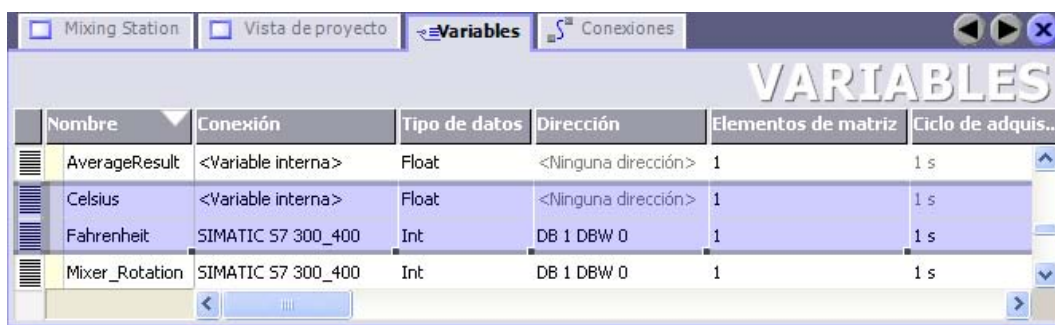 Mixing Station Vista de proyecto Variables Conexiones
VARIABLES
Nombre Conexión Tipo de datos Dirección Elementos de matriz Ciclo de adquis..
AverageResult <Variable interna> Float <Ninguna dirección> 1 1 s
Celsius <Variable interna> Float <Ninguna dirección> 1 1 s
Fahrenheit SIMATIC S7 300_400 Int DB 1 DBW 0 1 1 s
Mixer_Rotation SIMATIC S7 300_400 Int DB 1 DBW 0 1 1 s